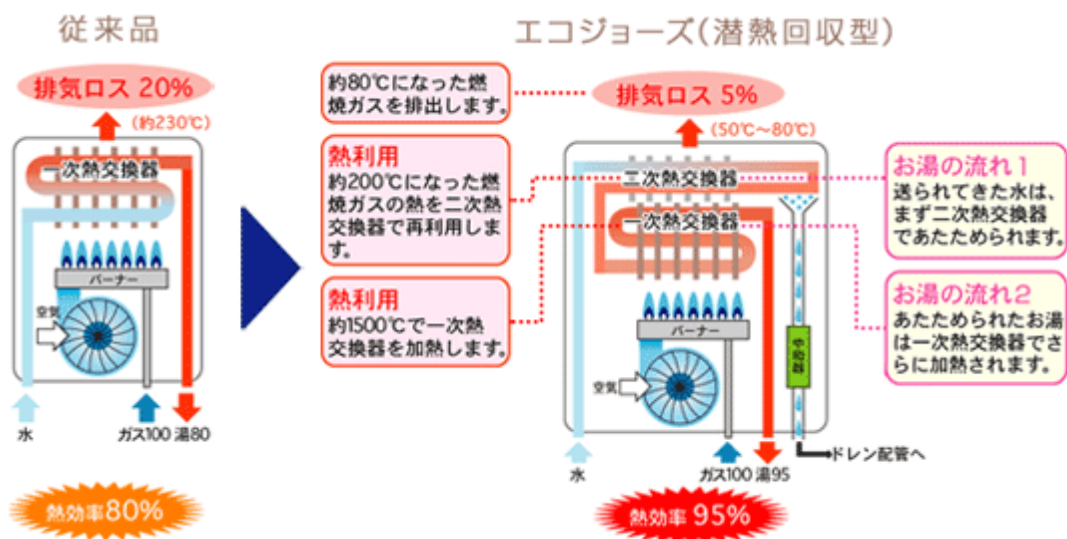 従来品
排気ロス 20%
(約230℃)
一次熱交換器
バーナー
空気
水
ガス100 湯80
熱効率80%
エコジョーズ(潜熱回収型)
約80℃になった燃
焼ガスを排出します。
熱利用
約200℃になった燃
焼ガスの熱を二次熱
交換器で再利用しま
す。
熱利用
約1500℃で一次熱
交換器を加熱します。
排気ロス 5%
(50℃～80℃)
二次熱交換器
一次熱交換器
バーナー
空気
中和器
水
ガス100 湯95
ドレン配管へ
熱効率 95%
お湯の流れ1
送られてきた水は、
まず二次熱交換器
であたためられます。
お湯の流れ2
あたためられたお湯
は一次熱交換器でさ
らに加熱されます。